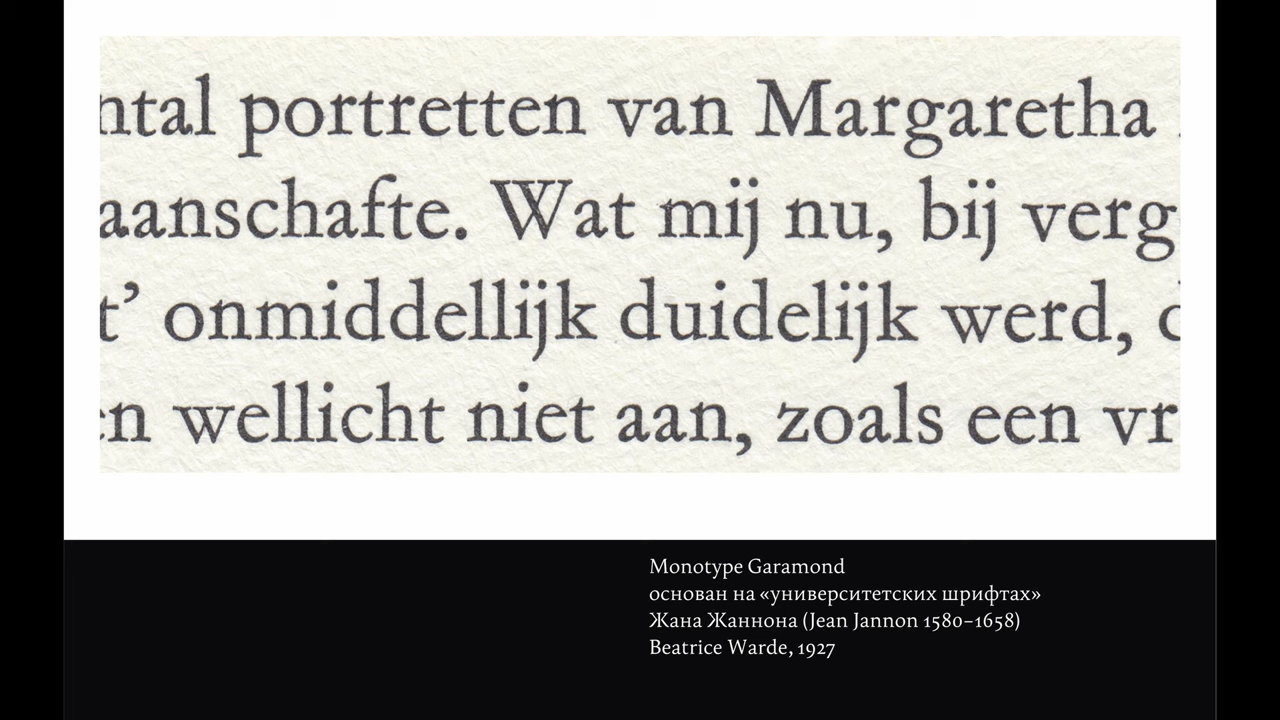 ntal portretten van Margaretha
aanschafte. Wat mij nu, bij verg
t’ onmiddellijk duidelijk werd, d
en wellicht niet aan, zoals een vr
Monotype Garamond
основан на «университетских шрифтах»
Жана Жаннона (Jean Jannon 1580–1658)
Beatrice Warde, 1927